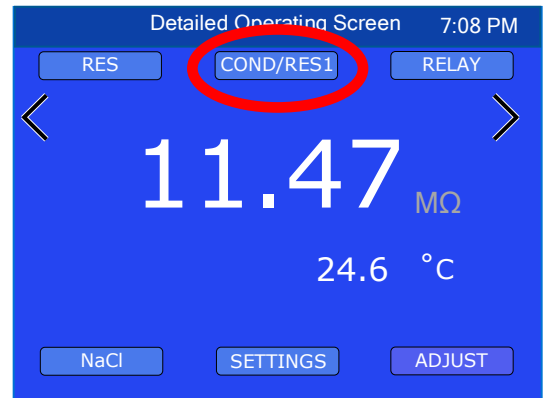 Detailed Operating Screen 7:08 PM
RES COND/RES1 RELAY
11.47 MΩ
24.6 °C
NaCl SETTINGS ADJUST